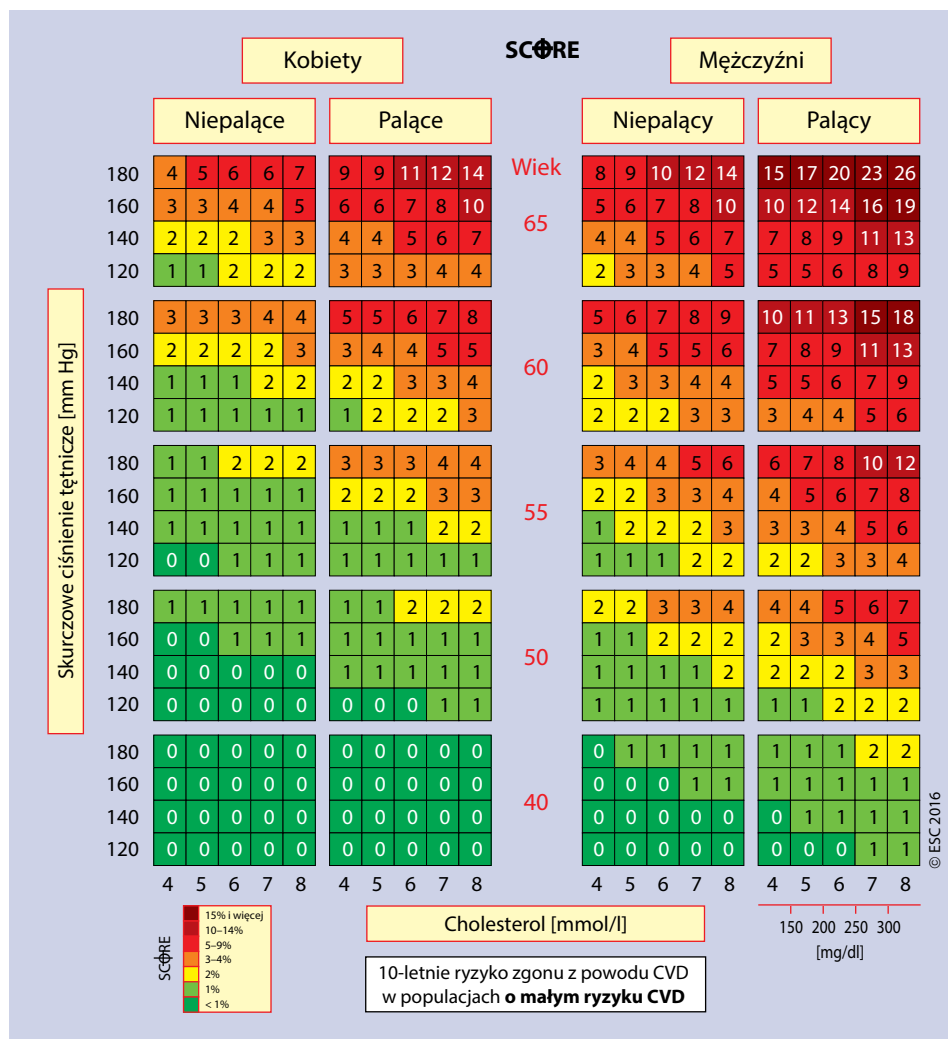 Kobiety SCORE Mężczyźni
Niepalące Palące Niepalący Palący
Wiek
180 4 5 6 6 7 9 9 11 12 14 8 9 10 12 14 15 17 20 23 26
160 3 3 4 4 5 6 6 7 8 10 5 6 7 8 10 10 12 14 16 19
65
140 2 2 2 3 3 4 4 5 6 7 4 4 5 6 7 7 8 9 11 13
120 1 1 2 2 2 3 3 3 4 4 2 3 3 4 5 5 5 6 8 9
180 3 3 3 4 4 5 5 6 7 8 5 6 7 8 9 10 11 13 15 18
160 2 2 2 2 3 3 4 4 5 5 3 4 5 5 6 7 8 9 11 13
60
140 1 1 1 2 2 2 2 3 3 4 2 3 3 4 4 5 5 6 7 9
120 1 1 1 1 1 1 2 2 2 3 2 2 2 3 3 3 4 4 5 6
180 1 1 2 2 2 3 3 3 4 4 3 4 4 5 6 6 7 8 10 12
160 1 1 1 1 1 2 2 2 3 3 2 2 3 3 4 4 5 6 7 8
55
140 1 1 1 1 1 1 1 1 2 2 1 2 2 2 3 3 3 4 5 6
120 0 0 1 1 1 1 1 1 1 1 1 1 1 2 2 2 2 3 3 4
180 1 1 1 1 1 1 1 2 2 2 2 2 3 3 4 4 4 5 6 7
160 0 0 1 1 1 1 1 1 1 1 1 1 2 2 2 2 3 3 4 5
50
140 0 0 0 0 0 1 1 1 1 1 1 1 1 1 2 2 2 2 3 3
120 0 0 0 0 0 0 0 0 1 1 1 1 1 1 1 1 1 2 2 2
180 0 0 0 0 0 0 0 0 0 0 0 1 1 1 1 1 1 1 2 2
160 0 0 0 0 0 0 0 0 0 0 0 0 0 1 1 1 1 1 1 1
40
140 0 0 0 0 0 0 0 0 0 0 0 0 0 0 0 0 1 1 1 1
120 0 0 0 0 0 0 0 0 0 0 0 0 0 0 0 0 0 0 1 1
4 5 6 7 8 4 5 6 7 8 4 5 6 7 8 4 5 6 7 8
Skurczowe ciśnienie tętnicze [mm Hg]
© ESC 2016
SCORE
15% i więcej
10–14%
5–9%
3–4%
2%
1%
< 1%
Cholesterol [mmol/l]
150 200 250 300
[mg/dl]
10-letnie ryzyko zgonu z powodu CVD
w populacjach o małym ryzyku CVD